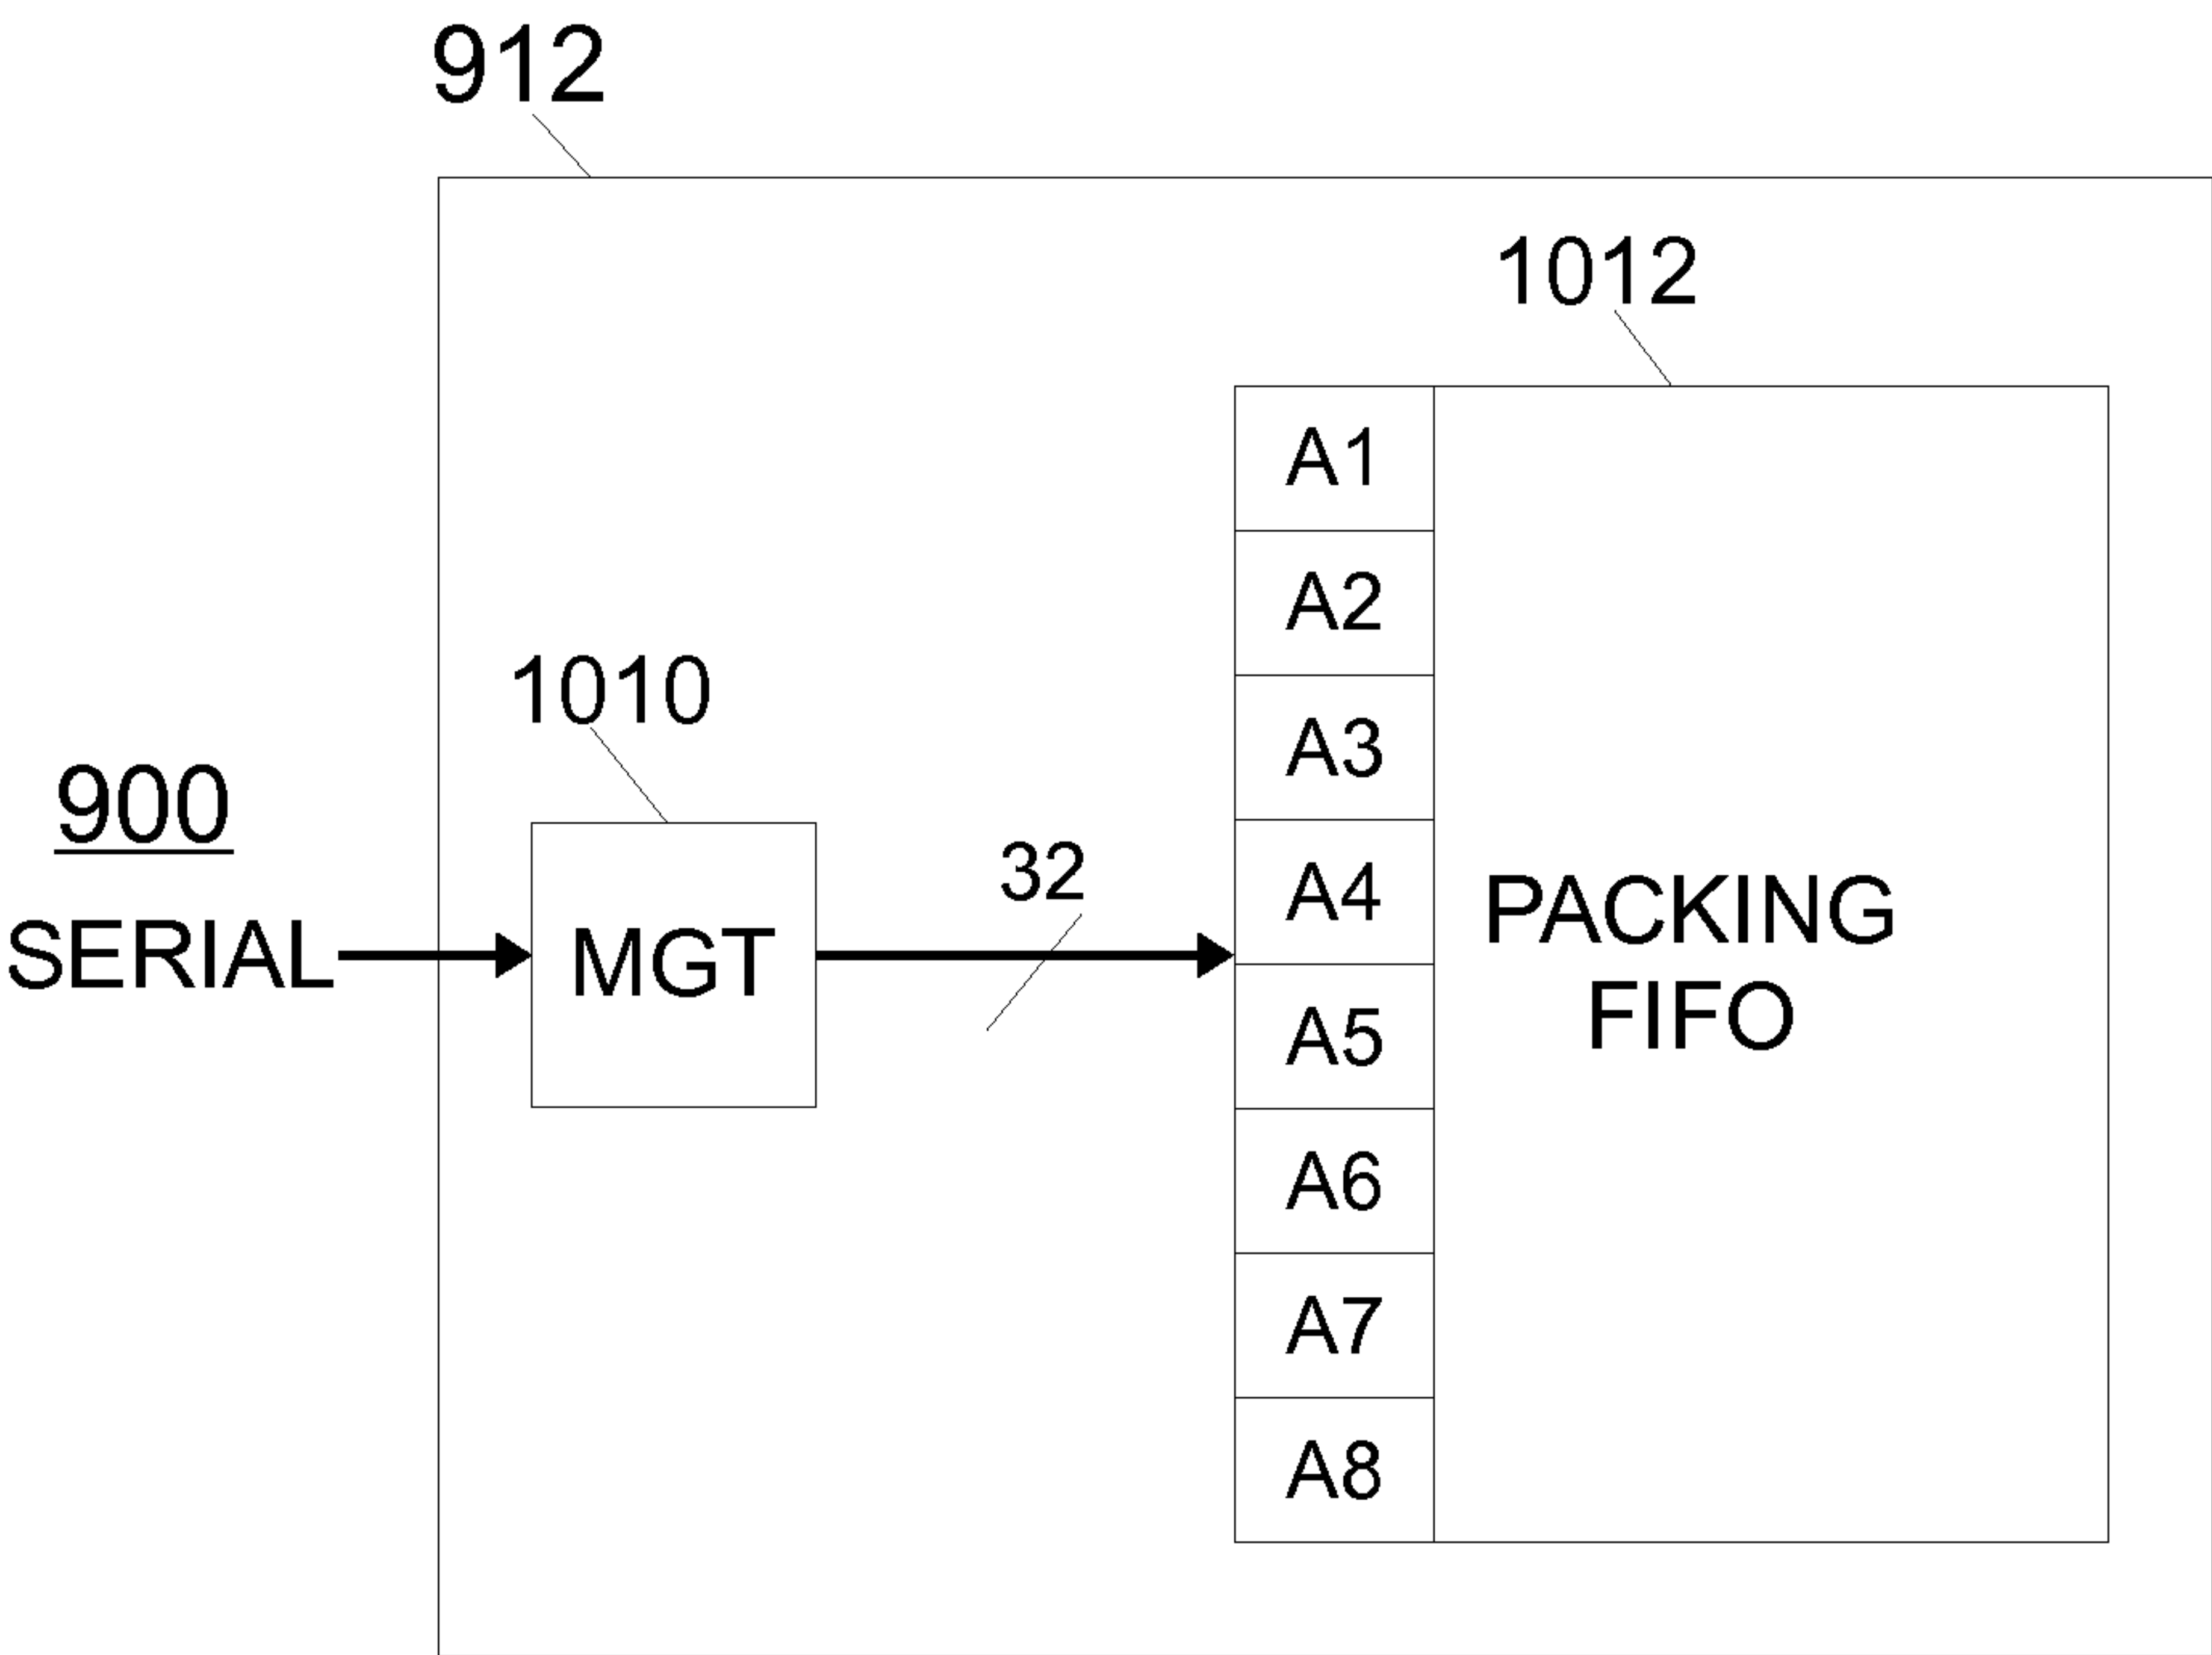 912
1012
A1
A2
1010
A3
900
32
A4
PACKING
SERIAL
MGT
FIFO
A5
A6
A7
A8